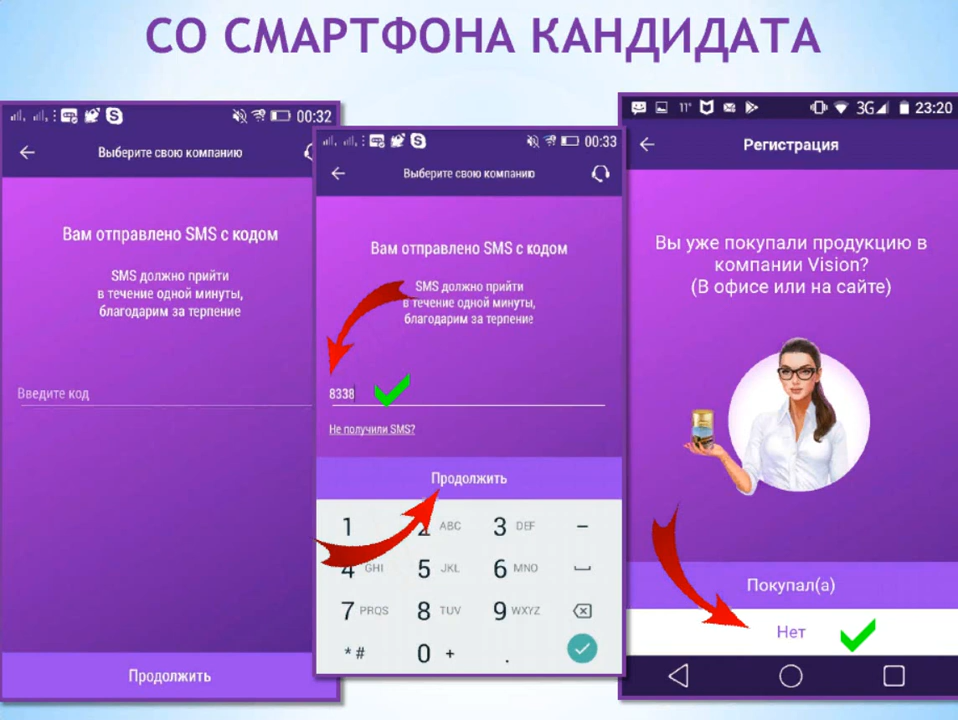 СО СМАРТФОНА КАНДИДАТА
00:32
Выберите свою компанию
Вам отправлено SMS с кодом
SMS должно прийти
в течение одной минуты,
благодарим за терпение
Введите код
Продолжить
00:33
Выберите свою компанию
Вам отправлено SMS с кодом
SMS должно прийти
в течение одной минуты,
благодарим за терпение
8338
Не получили SMS?
Продолжить
1 2 ABC 3 DEF –
4 GHI 5 JKL 6 MNO
7 PRQS 8 TUV 9 WXYZ
* # 0 + .
11° 3G 23:20
Регистрация
Вы уже покупали продукцию в
компании Vision?
(В офисе или на сайте)
Покупал(а)
Нет